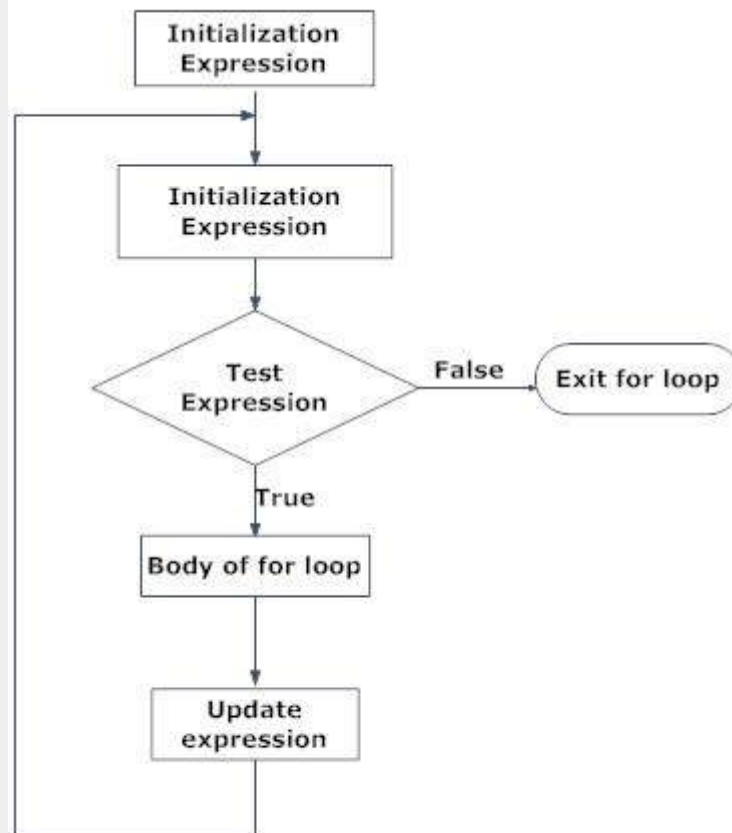 Initialization
Expression
Initialization
Expression
Test
Expression
False
Exit for loop
True
Body of for loop
Update
expression